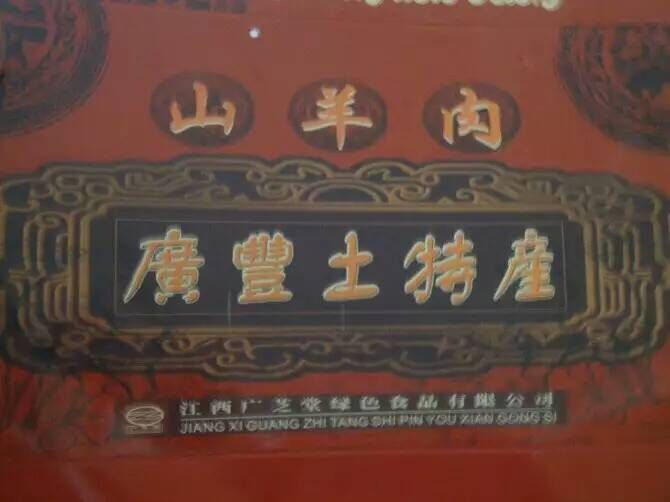 山羊肉
廣豐土特產
江西广芝堂绿色食品有限公司
JIANG XI GUANG ZHI TANG SHI PIN YOU XIAN GONG SI